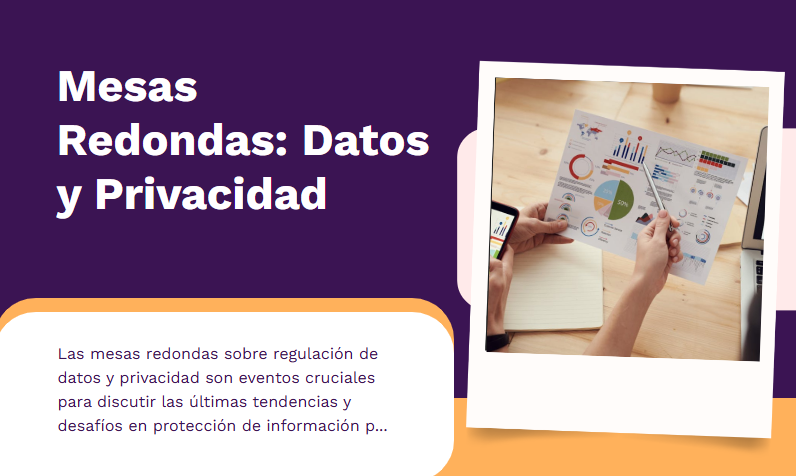 Mesas
Redondas: Datos
y Privacidad
Las mesas redondas sobre regulación de
datos y privacidad son eventos cruciales
para discutir las últimas tendencias y
desafíos en protección de información p...